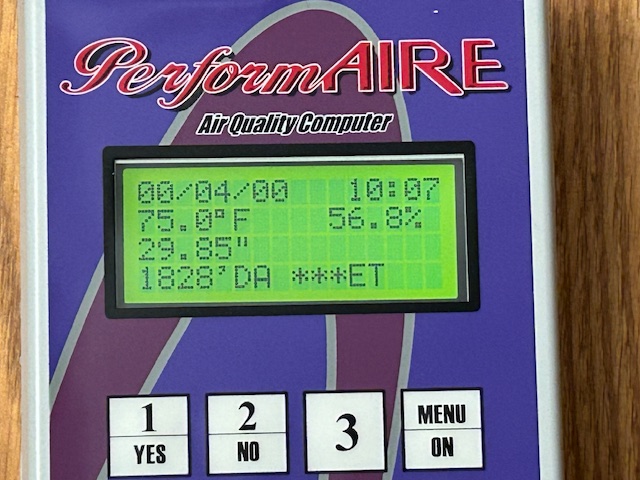 PerformAIRE
Air Quality Computer
00/04/00 10:07
75.0°F 56.8%
29.85"
1828'DA ***ET
1 2 3 MENU
YES NO ON